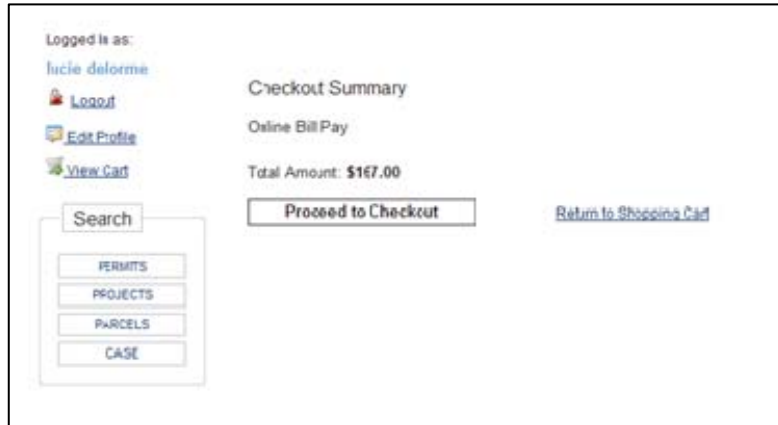 Logged in as:
lucie delorme
Logout
Edit Profile
View Cart
Search
PERMITS
PROJECTS
PARCELS
CASE
Checkout Summary
Online Bill Pay
Total Amount: $167.00
Proceed to Checkout
Return to Shopping Cart